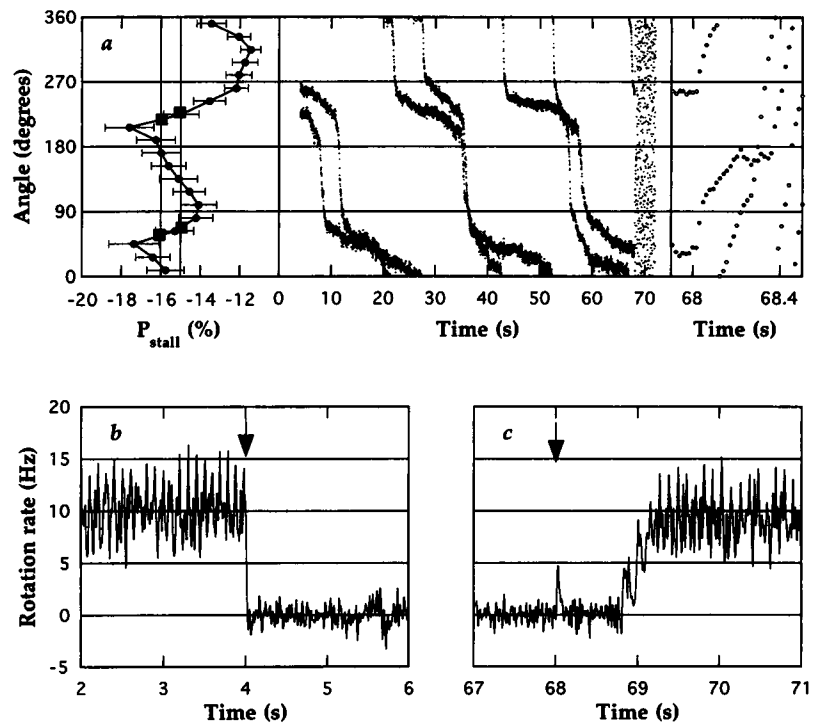 a
Angle (degrees)
360
270
180
90
0
-20 -18 -16 -14 -12
P stall (%)
0 10 20 30 40 50 60 70
Time (s)
68 68.4
Time (s)
b
Rotation rate (Hz)
20
15
10
5
0
-5
2 3 4 5 6
Time (s)
c
67 68 69 70 71
Time (s)